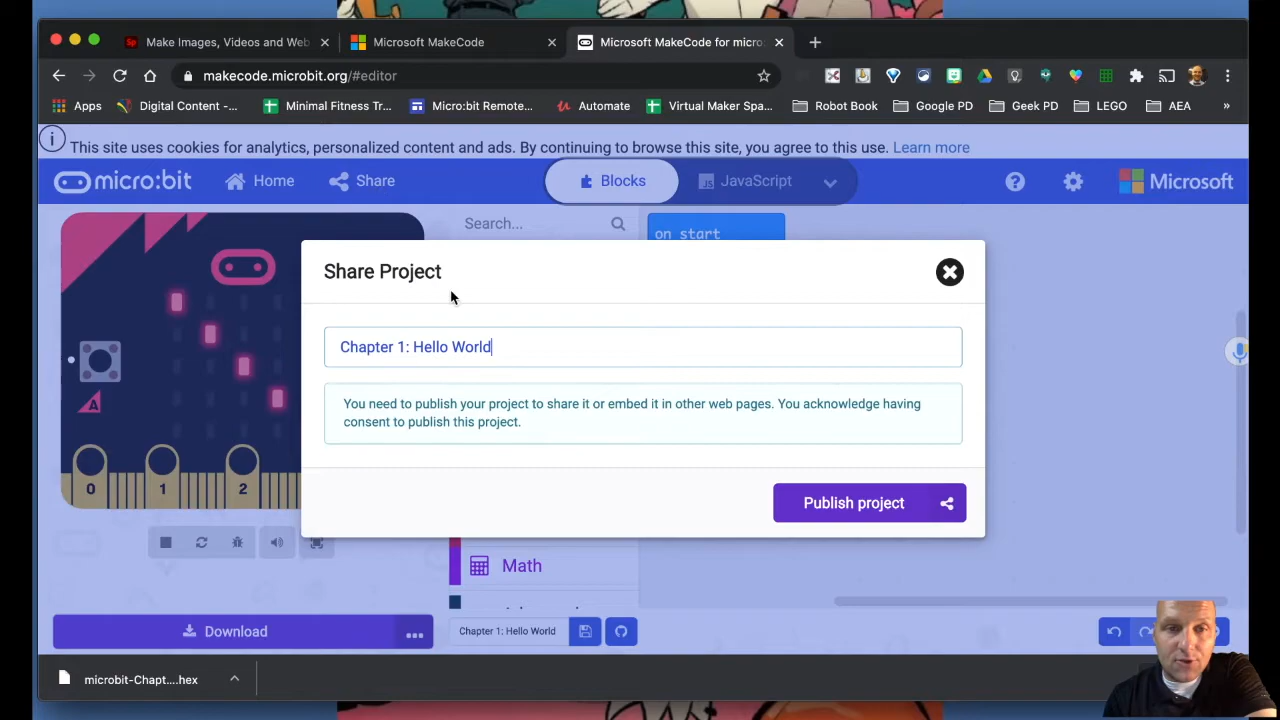 Make Images, Videos and Web
Microsoft MakeCode
Microsoft MakeCode for micro:
makecode.microbit.org/#editor
Apps
Digital Content -...
Minimal Fitness Tr...
Micro:bit Remote...
Automate
Virtual Maker Spa...
Robot Book
Google PD
Geek PD
LEGO
AEA
»
This site uses cookies for analytics, personalized content and ads. By continuing to browse this site, you agree to this use. Learn more
micro:bit
Home
Share
Blocks
JS JavaScript
Microsoft
Search...
on start
Share Project
Chapter 1: Hello World
You need to publish your project to share it or embed it in other web pages. You acknowledge having
consent to publish this project.
A
0 1 2
Publish project
Math
Download
...
Chapter 1: Hello World
microbit-Chapt....hex